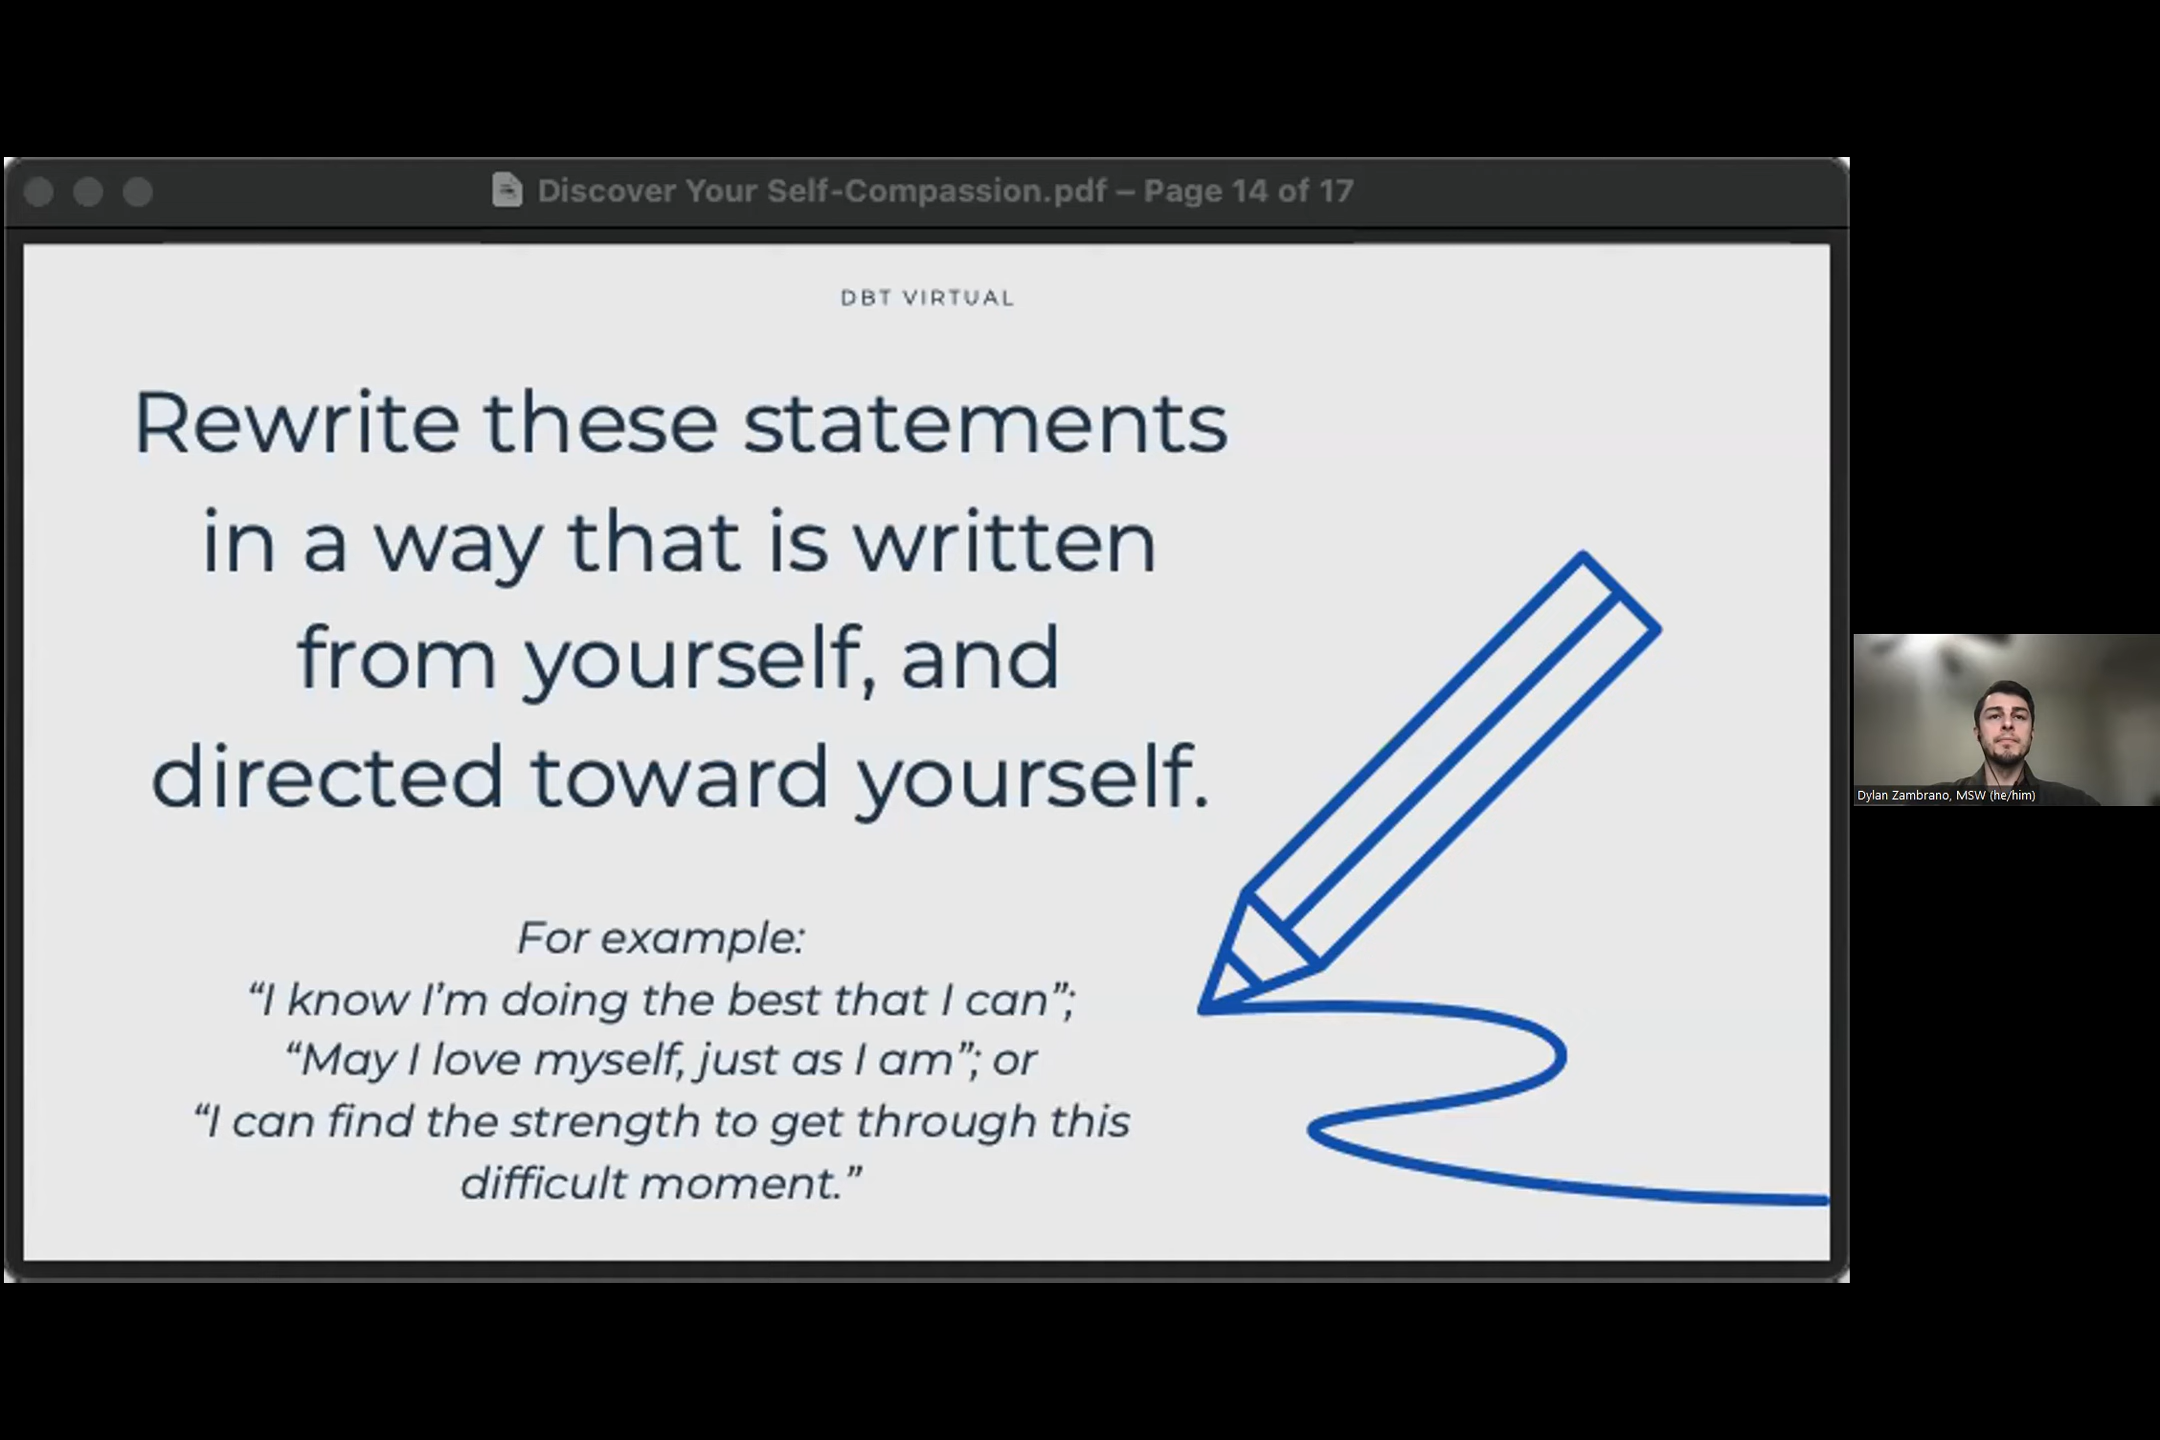 Discover Your Self-Compassion.pdf – Page 14 of 17
DBT VIRTUAL
Rewrite these statements
in a way that is written
from yourself, and
directed toward yourself.
For example:
“I know I’m doing the best that I can”;
“May I love myself, just as I am”; or
“I can find the strength to get through this
difficult moment.”
Dylan Zambrano, MSW (he/him)